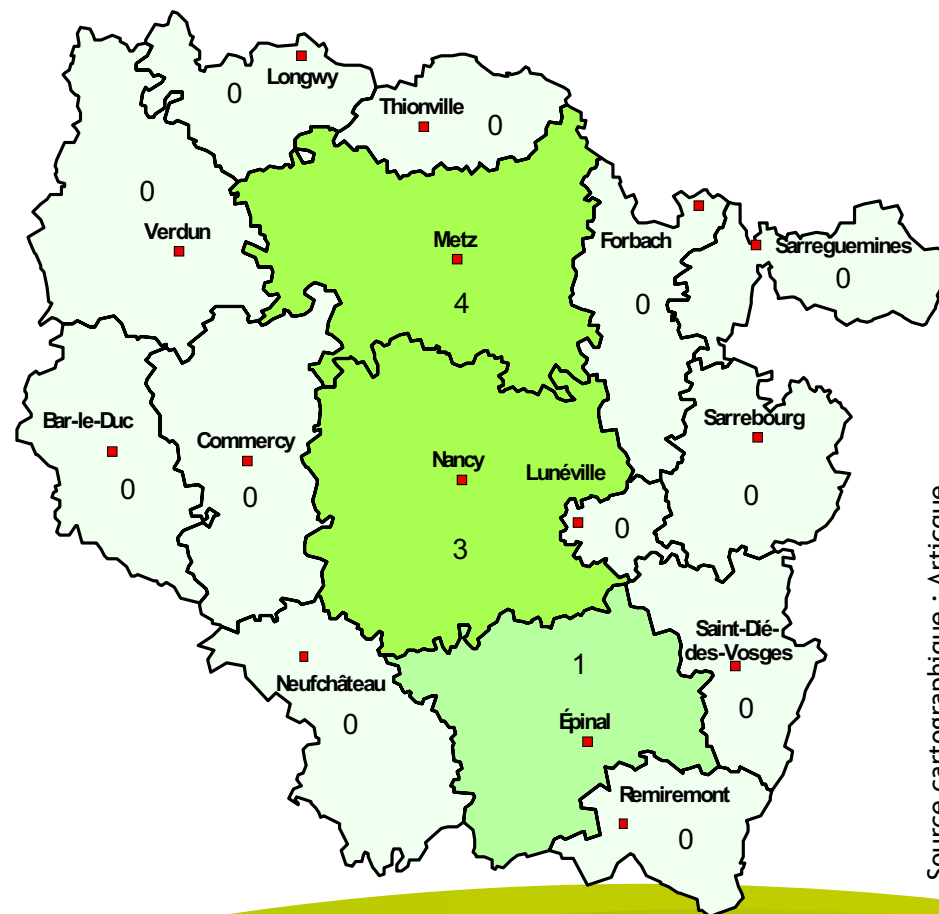 Longwy
0
Thionville
0
0
Verdun
Metz
4
Forbach
0
Sarreguemines
0
Bar-le-Duc
0
Commercy
0
Nancy
3
Lunéville
0
Sarrebourg
0
Saint-Dié-
des-Vosges
0
Neufchâteau
0
1
Épinal
Remiremont
0
Source cartographique : Articque